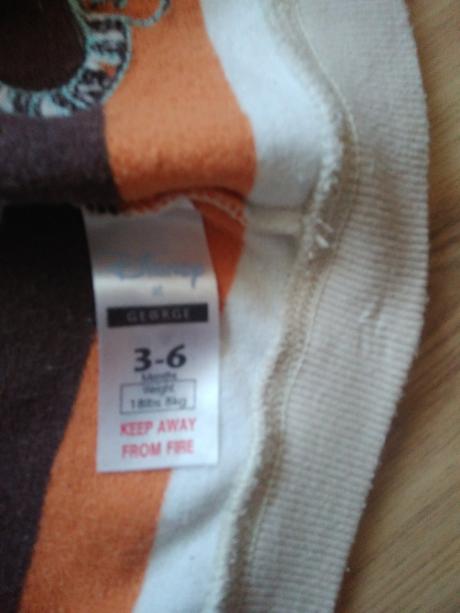 Disney
at
GEORGE
3-6
Months
Weight
18lbs 8kg
KEEP AWAY
FROM FIRE